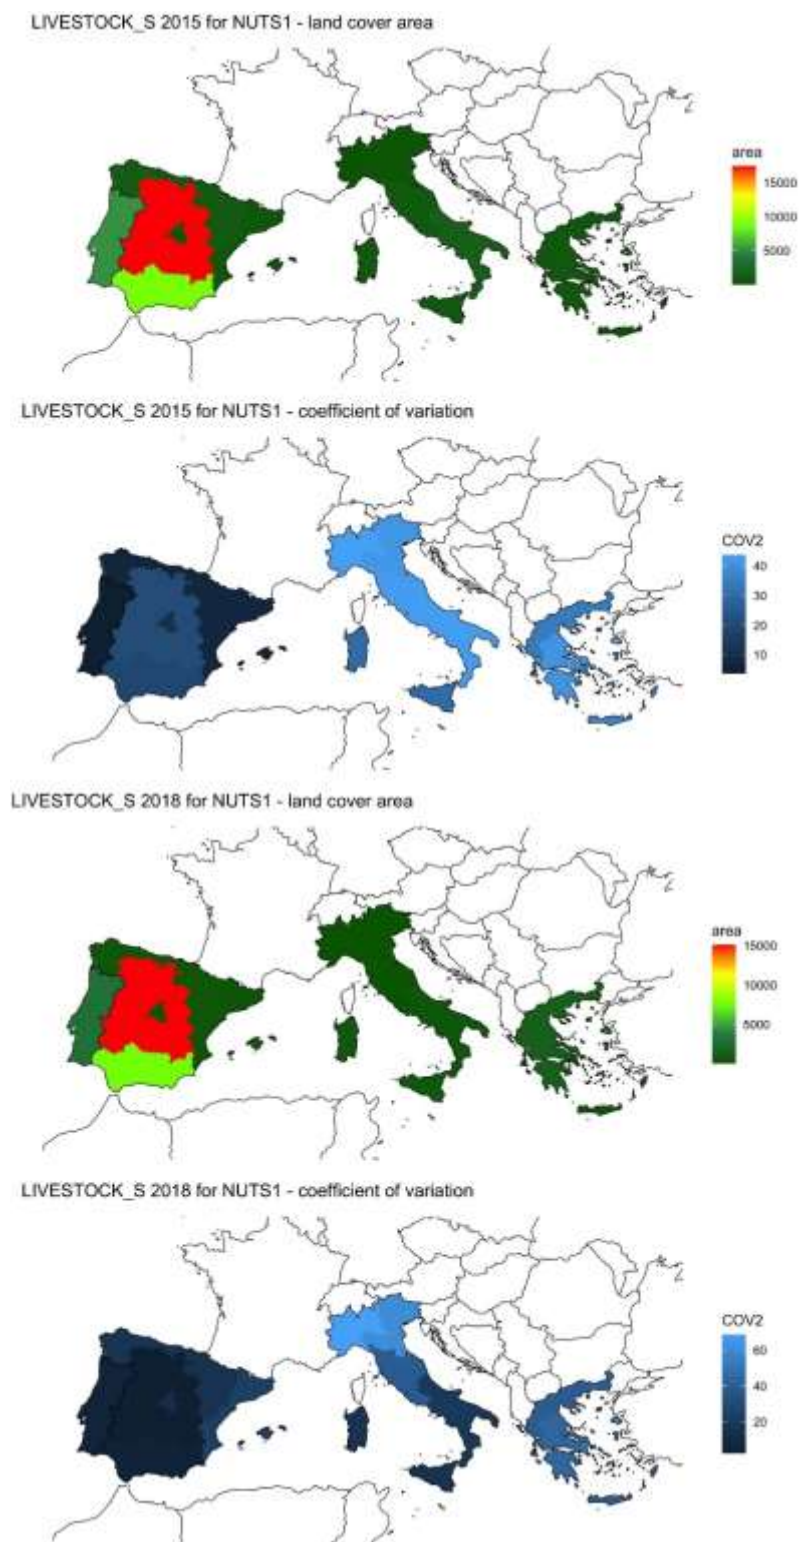 LIVESTOCK_S 2015 for NUTS1 - land cover area
area
15000
10000
5000
LIVESTOCK_S 2015 for NUTS1 - coefficient of variation
COV2
40
30
20
10
LIVESTOCK_S 2018 for NUTS1 - land cover area
area
15000
10000
5000
LIVESTOCK_S 2018 for NUTS1 - coefficient of variation
COV2
60
40
20